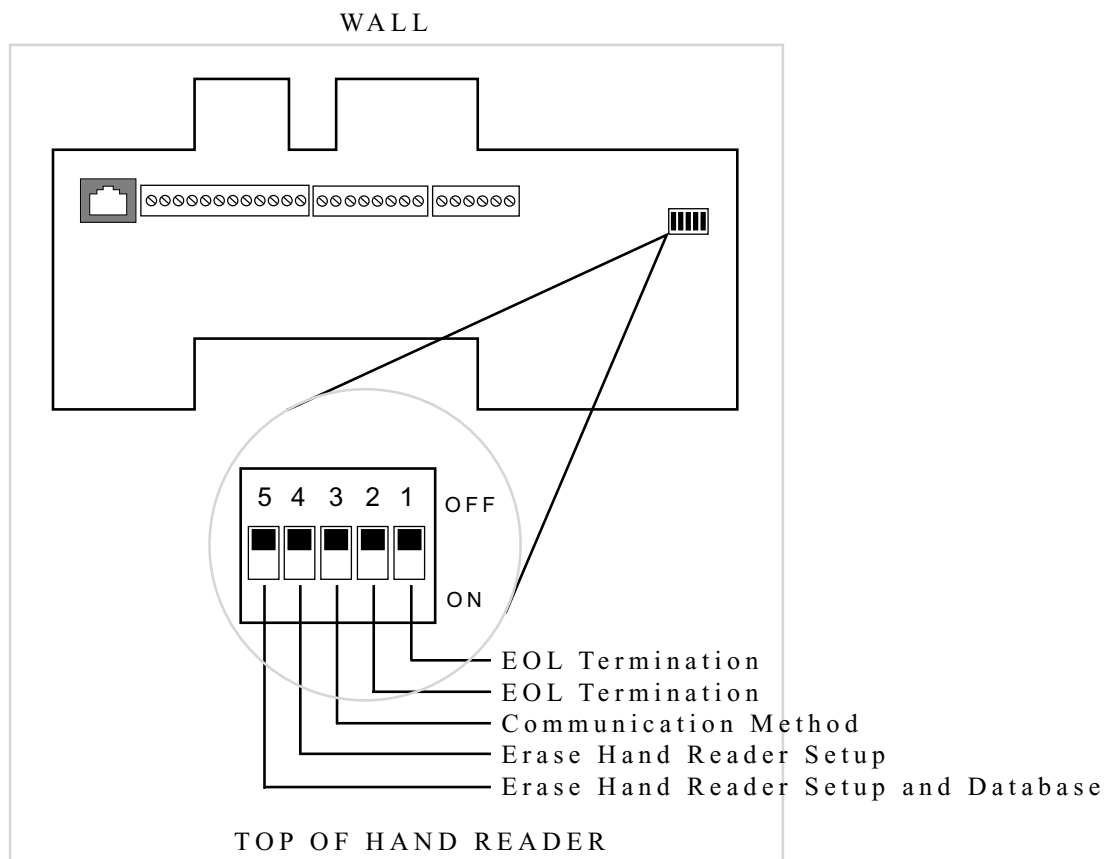 WALL
5 4 3 2 1
OFF
ON
EOL Termination
EOL Termination
Communication Method
Erase Hand Reader Setup
Erase Hand Reader Setup and Database
TOP OF HAND READER